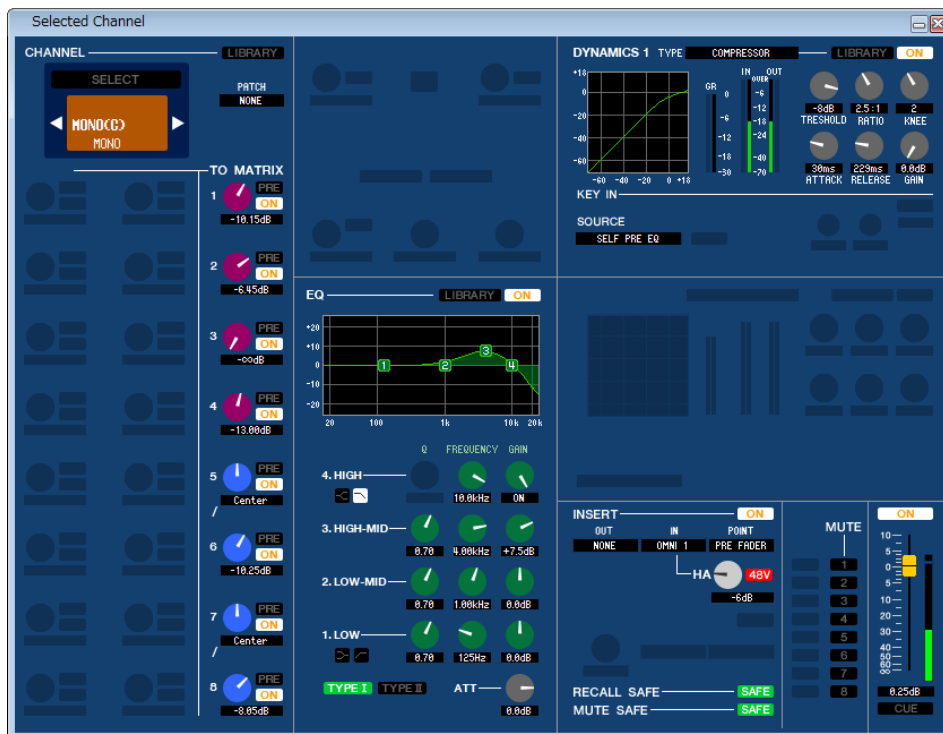 Selected Channel
CHANNEL LIBRARY
SELECT
MONO(C)
MONO
PATCH
NONE
TO MATRIX
1 PRE
ON
-10.15dB
2 PRE
ON
-6.45dB
3 PRE
ON
-∞dB
4 PRE
ON
-13.00dB
5 PRE
ON
Center
/
6 PRE
ON
-10.25dB
7 PRE
ON
Center
/
8 PRE
ON
-8.05dB
EQ LIBRARY ON
+20
+10
0
-10
-20
1 2 3 4
20 100 1k 10k 20k
Q FREQUENCY GAIN
4. HIGH
10.0kHz ON
3. HIGH-MID
0.70 4.00kHz +7.5dB
2. LOW-MID
0.70 1.00kHz 0.0dB
1. LOW
0.70 125Hz 0.0dB
TYPE I TYPE II ATT
0.0dB
DYNAMICS 1 TYPE COMPRESSOR LIBRARY ON
+18
0
-20
-40
-60
-60 -40 -20 0 +18
GR
0
-6
-12
-18
-30
IN OUT
OVER
-6
-12
-18
-24
-40
-70
-8dB 2.5:1 2
TRESHOLD RATIO KNEE
30ms 229ms 0.0dB
ATTACK RELEASE GAIN
KEY IN
SOURCE
SELF PRE EQ
INSERT ON
OUT IN POINT
NONE OMNI 1 PRE FADER
HA 48V
-6dB
RECALL SAFE SAFE
MUTE SAFE SAFE
MUTE
1
2
3
4
5
6
7
8
ON
10
5
0
5
10
20
30
40
50
60
∞
0.25dB
CUE